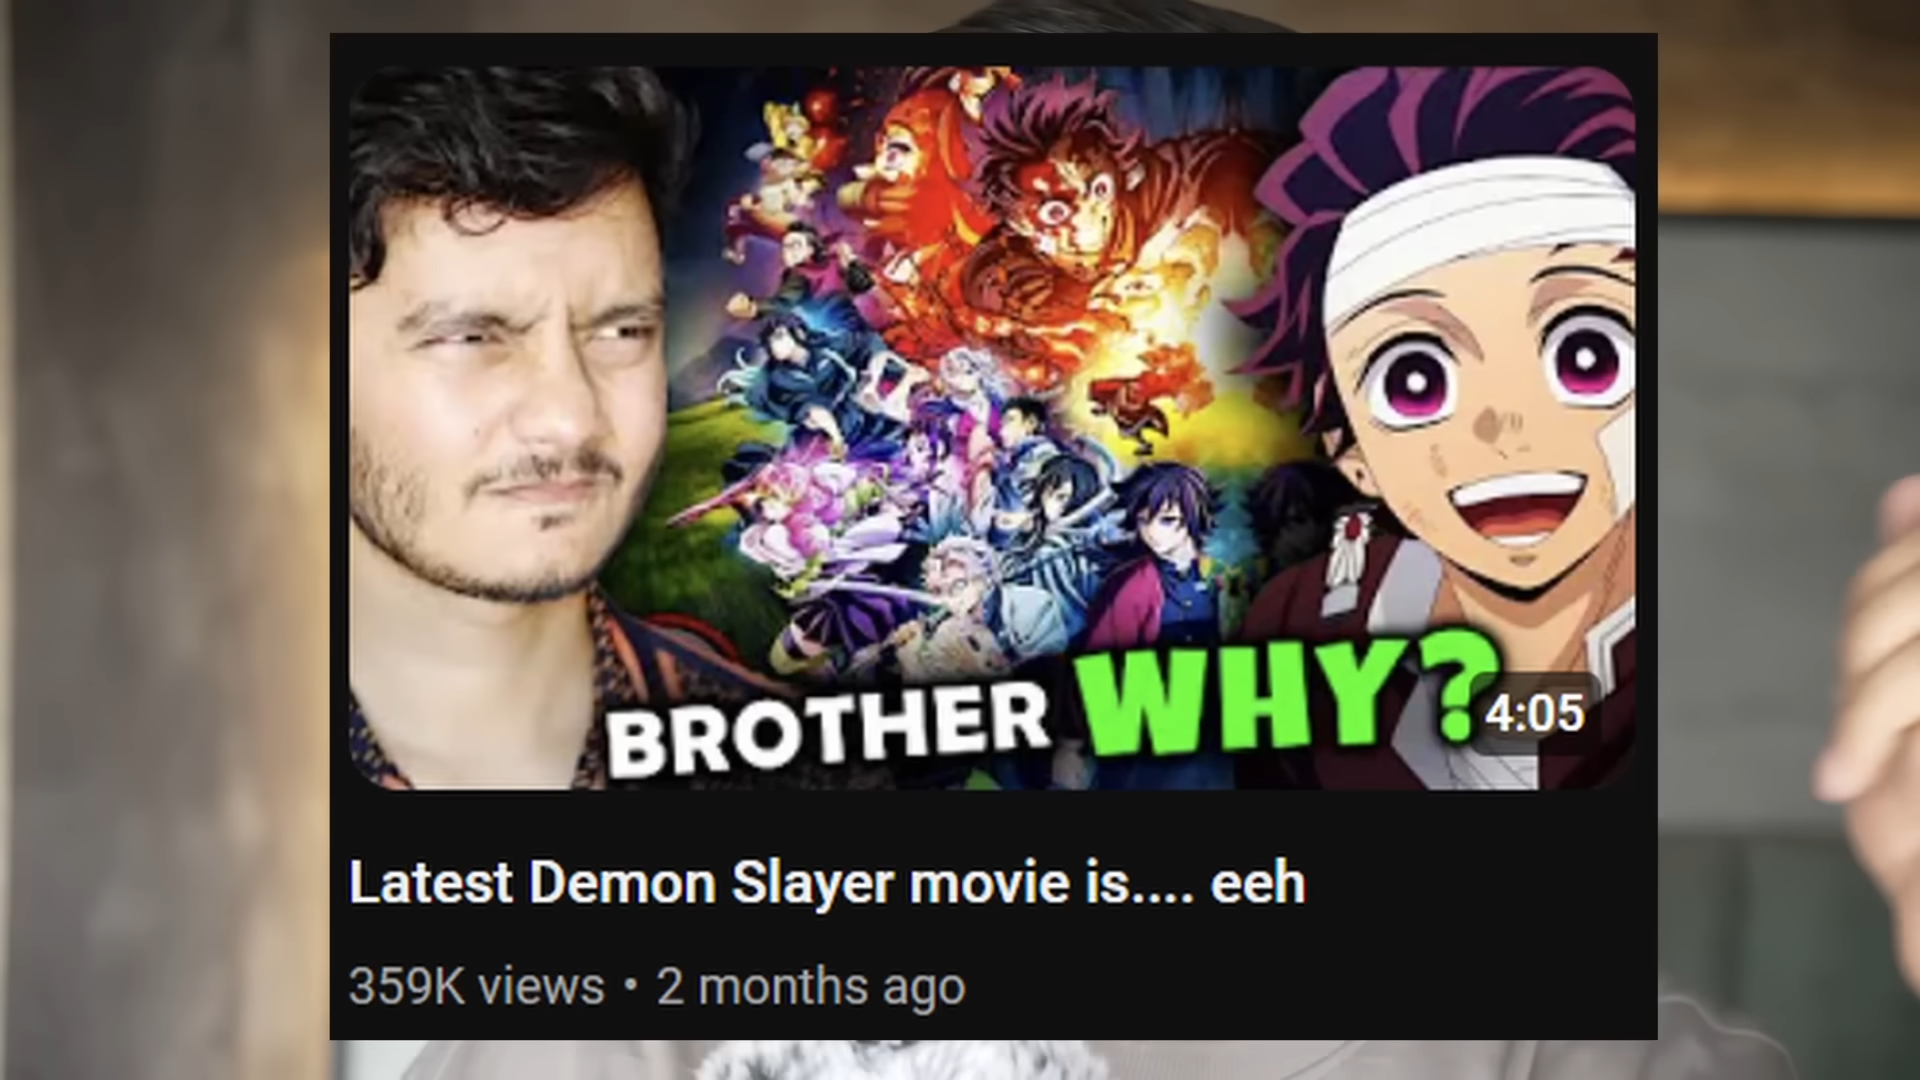 BROTHER WHY?
4:05
Latest Demon Slayer movie is.... eeh
359K views • 2 months ago